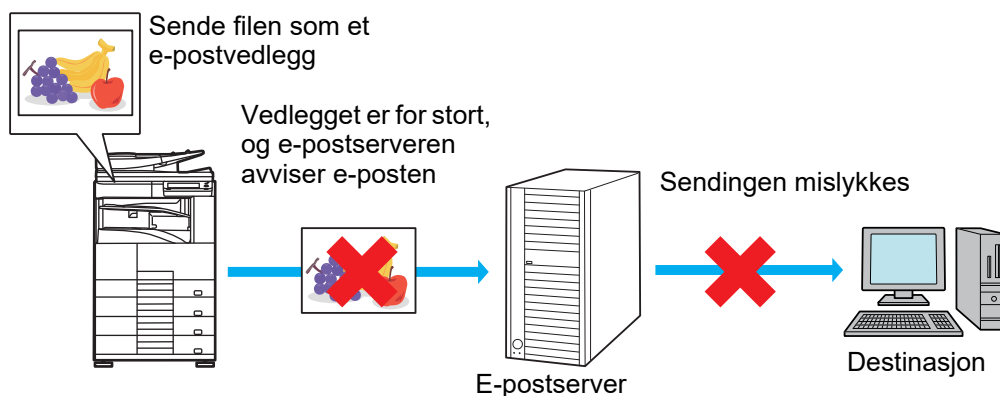 Sende filen som et
e-postvedlegg
Vedlegget er for stort,
og e-postserveren
avviser e-posten
Sendingen mislykkes
E-postserver
Destinasjon